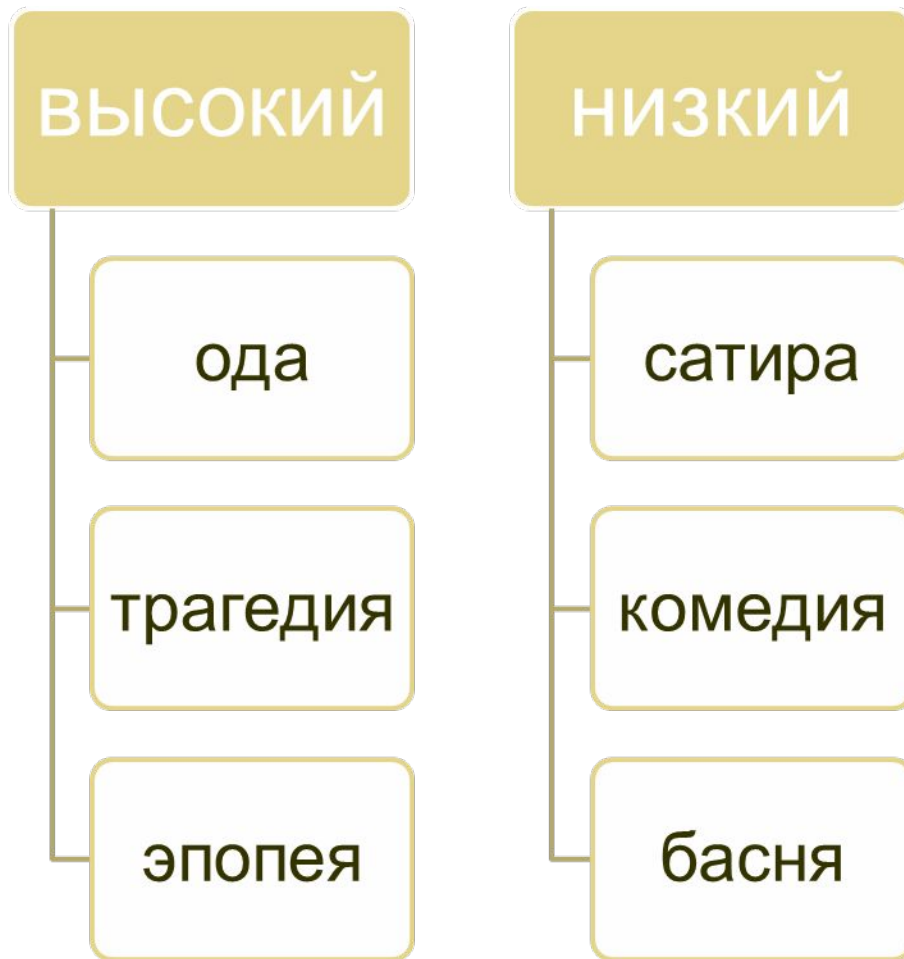 высокий
ода
трагедия
эпопея
низкий
сатира
комедия
басня